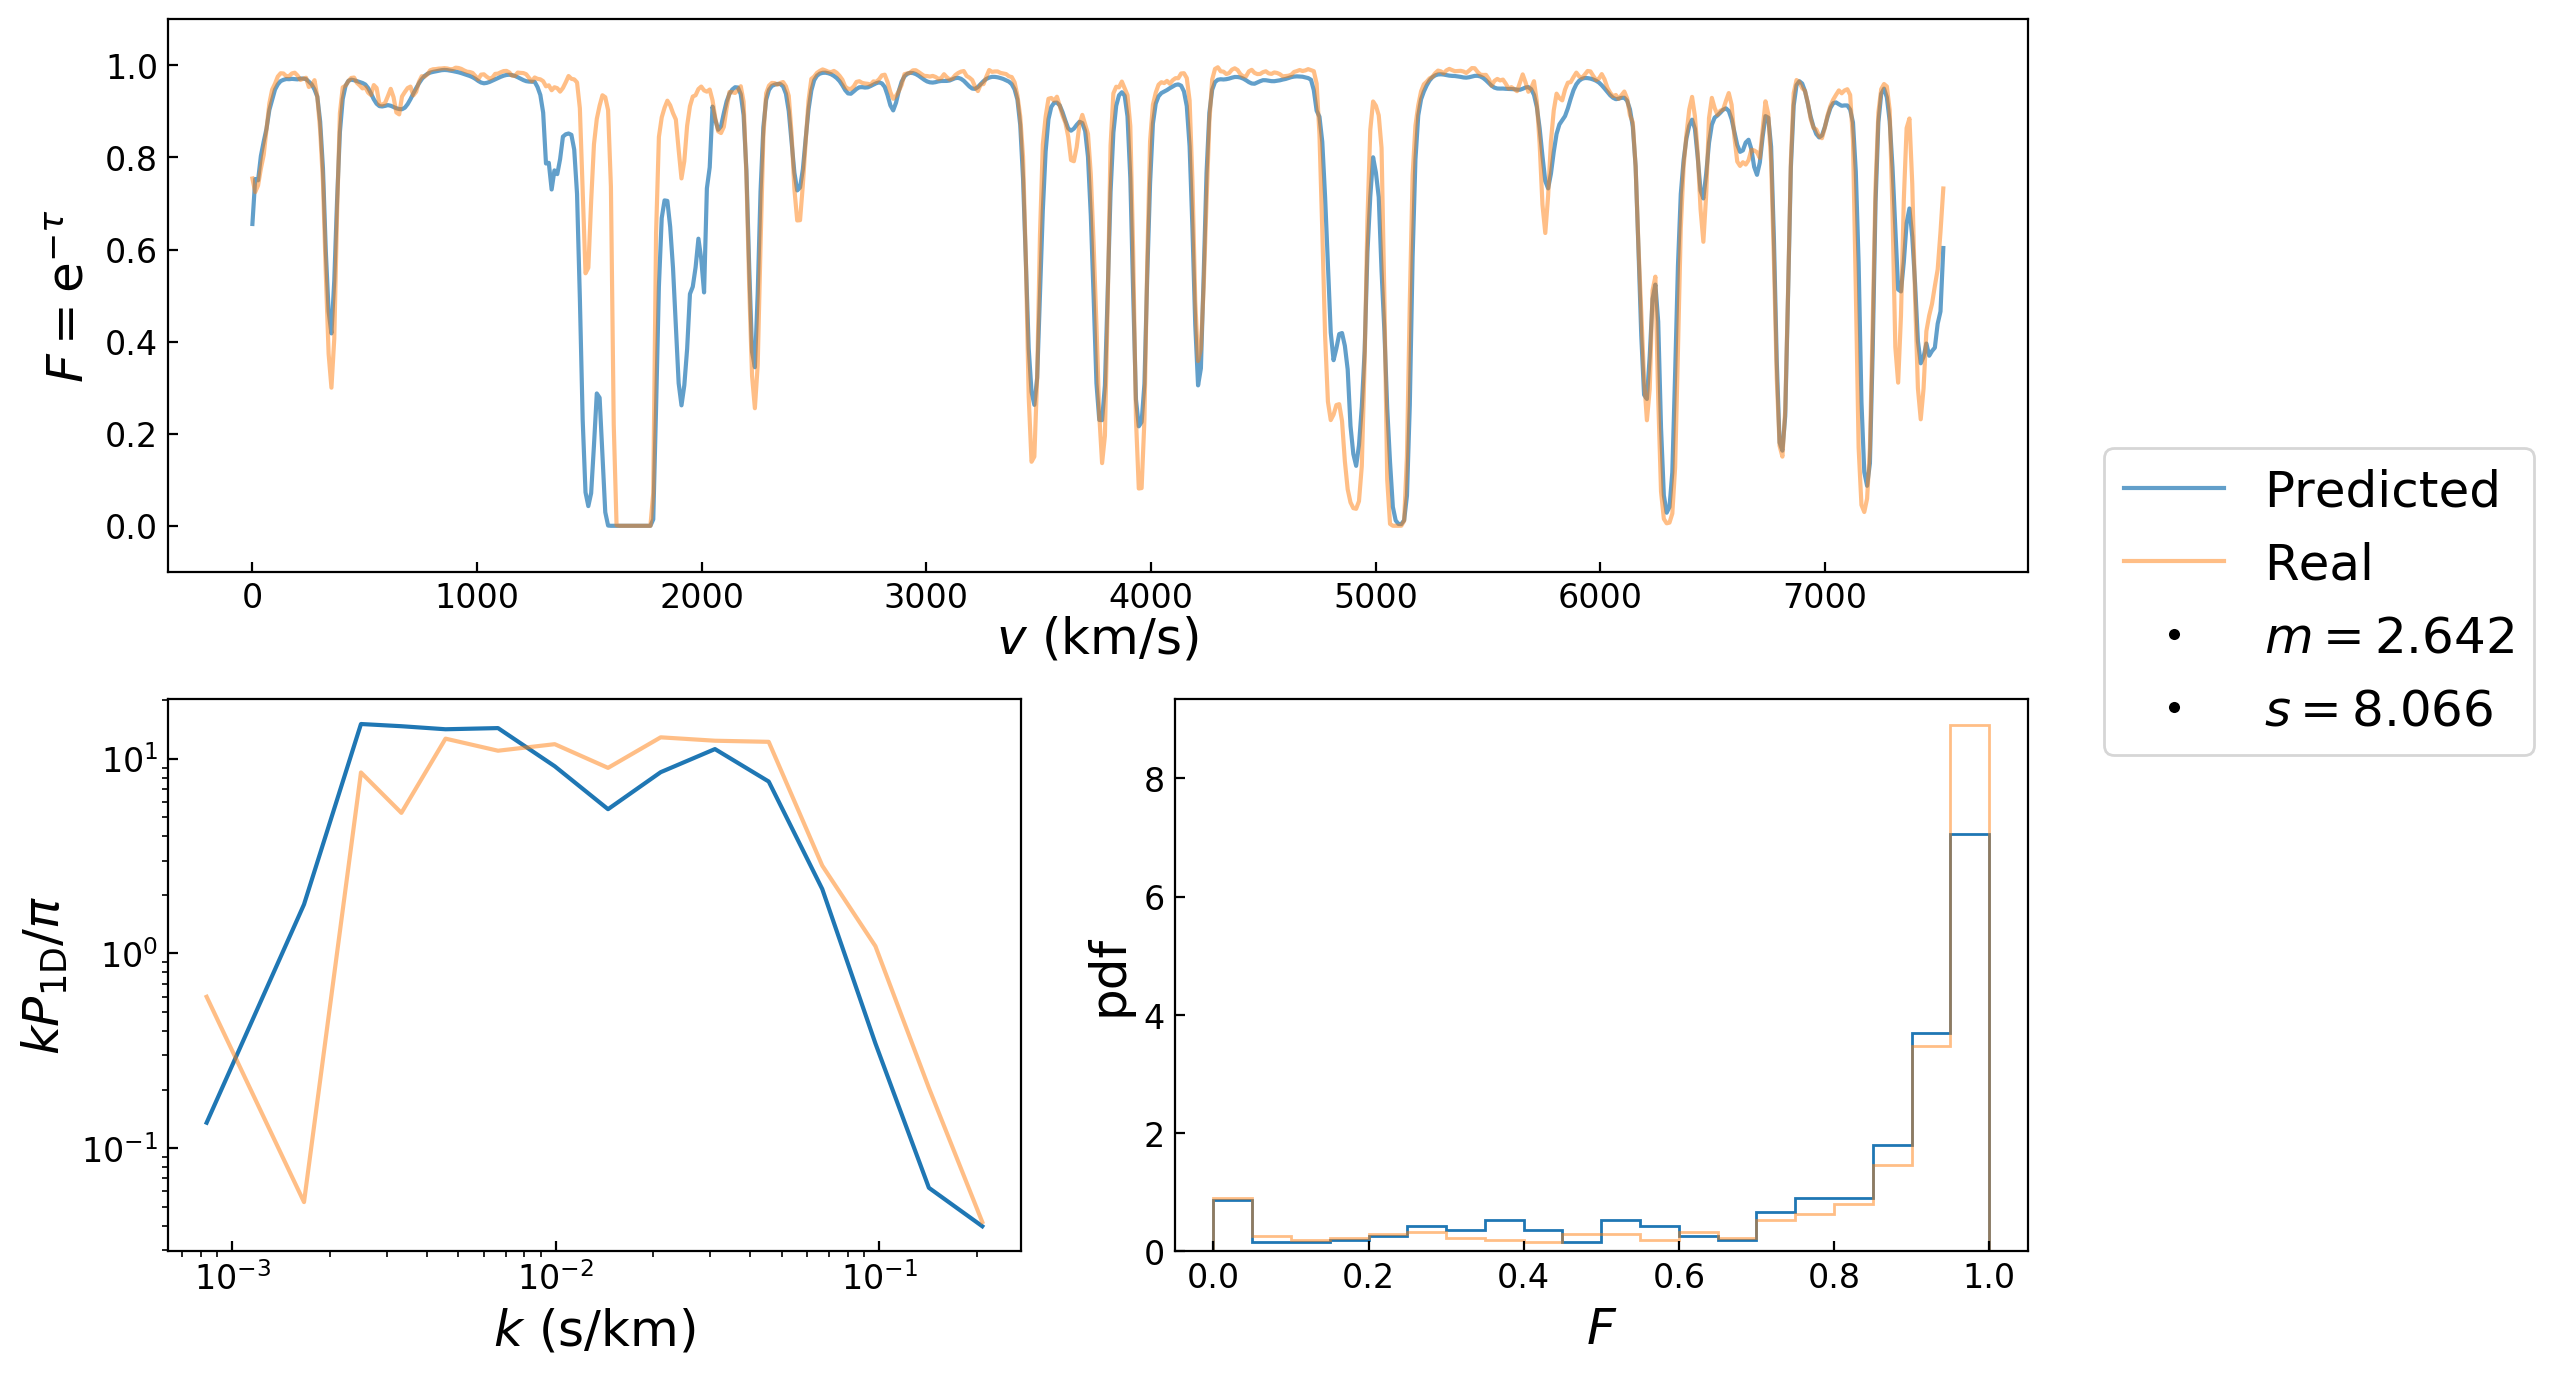 F = e^{-τ}
1.0
0.8
0.6
0.4
0.2
0.0
0 1000 2000 3000 4000 5000 6000 7000
v (km/s)
Predicted
Real
m = 2.642
s = 8.066
kP_{1D}/π
10^1
10^0
10^{-1}
10^{-3} 10^{-2} 10^{-1}
k (s/km)
pdf
8
6
4
2
0
0.0 0.2 0.4 0.6 0.8 1.0
F